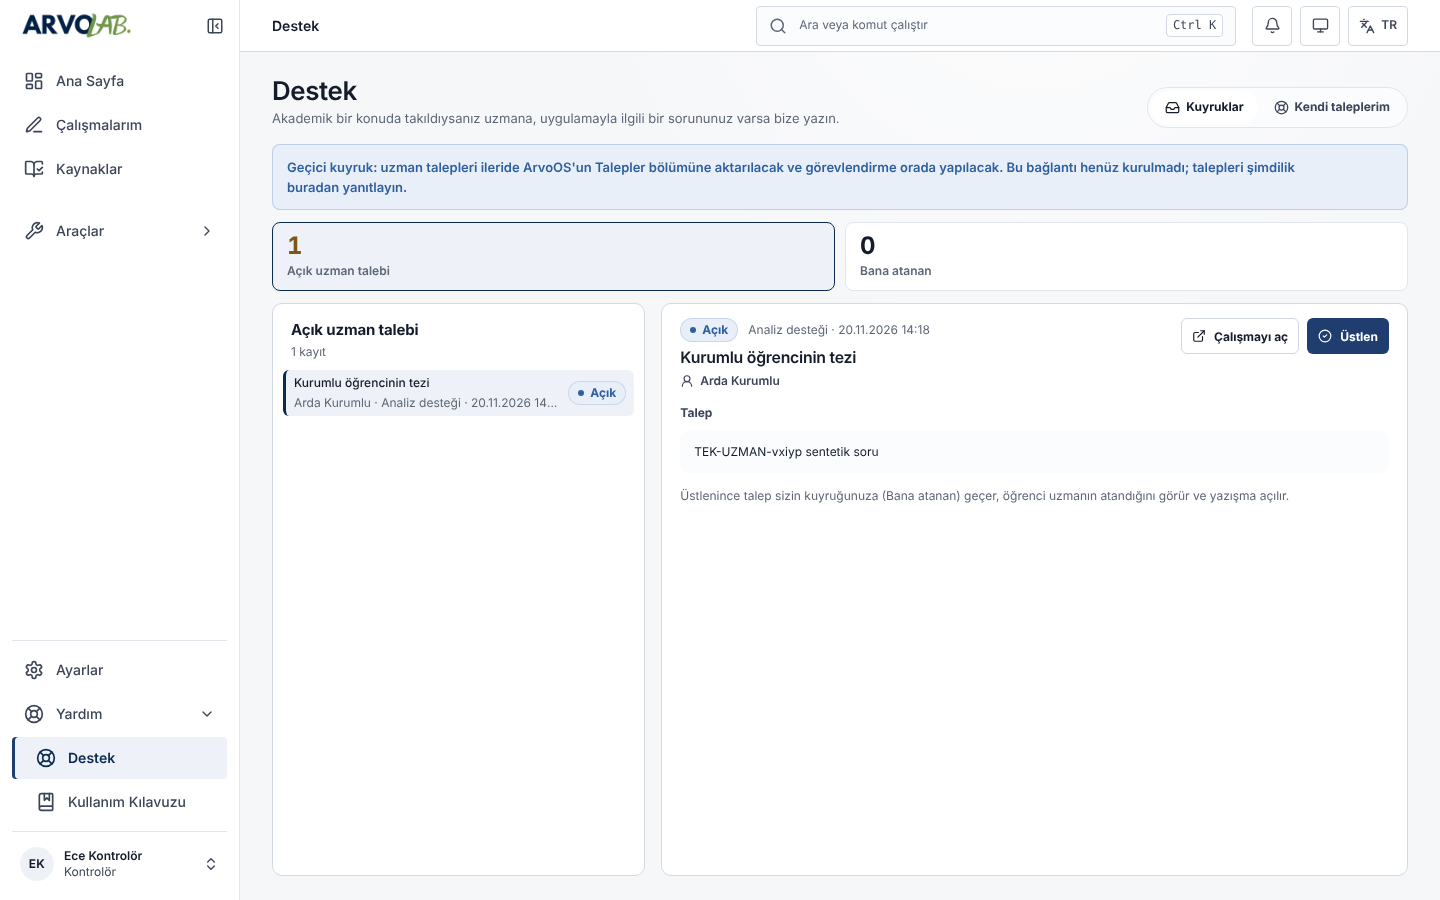 ARVOLAB.
Destek
Ara veya komut çalıştır
Ctrl K
TR
Ana Sayfa
Çalışmalarım
Kaynaklar
Araçlar
Ayarlar
Yardım
Destek
Kullanım Kılavuzu
EK
Ece Kontrolör
Kontrolör
Destek
Akademik bir konuda takıldıysanız uzmana, uygulamayla ilgili bir sorununuz varsa bize yazın.
Kuyruklar
Kendi taleplerim
Geçici kuyruk: uzman talepleri ileride ArvoOS'un Talepler bölümüne aktarılacak ve görevlendirme orada yapılacak. Bu bağlantı henüz kurulmadı; talepleri şimdilik
buradan yanıtlayın.
1
Açık uzman talebi
0
Bana atanan
Açık uzman talebi
1 kayıt
Kurumlu öğrencinin tezi
Arda Kurumlu · Analiz desteği · 20.11.2026 14...
Açık
Açık
Analiz desteği · 20.11.2026 14:18
Kurumlu öğrencinin tezi
Arda Kurumlu
Çalışmayı aç
Üstlen
Talep
TEK-UZMAN-vxiyp sentetik soru
Üstlenince talep sizin kuyruğunuza (Bana atanan) geçer, öğrenci uzmanın atandığını görür ve yazışma açılır.